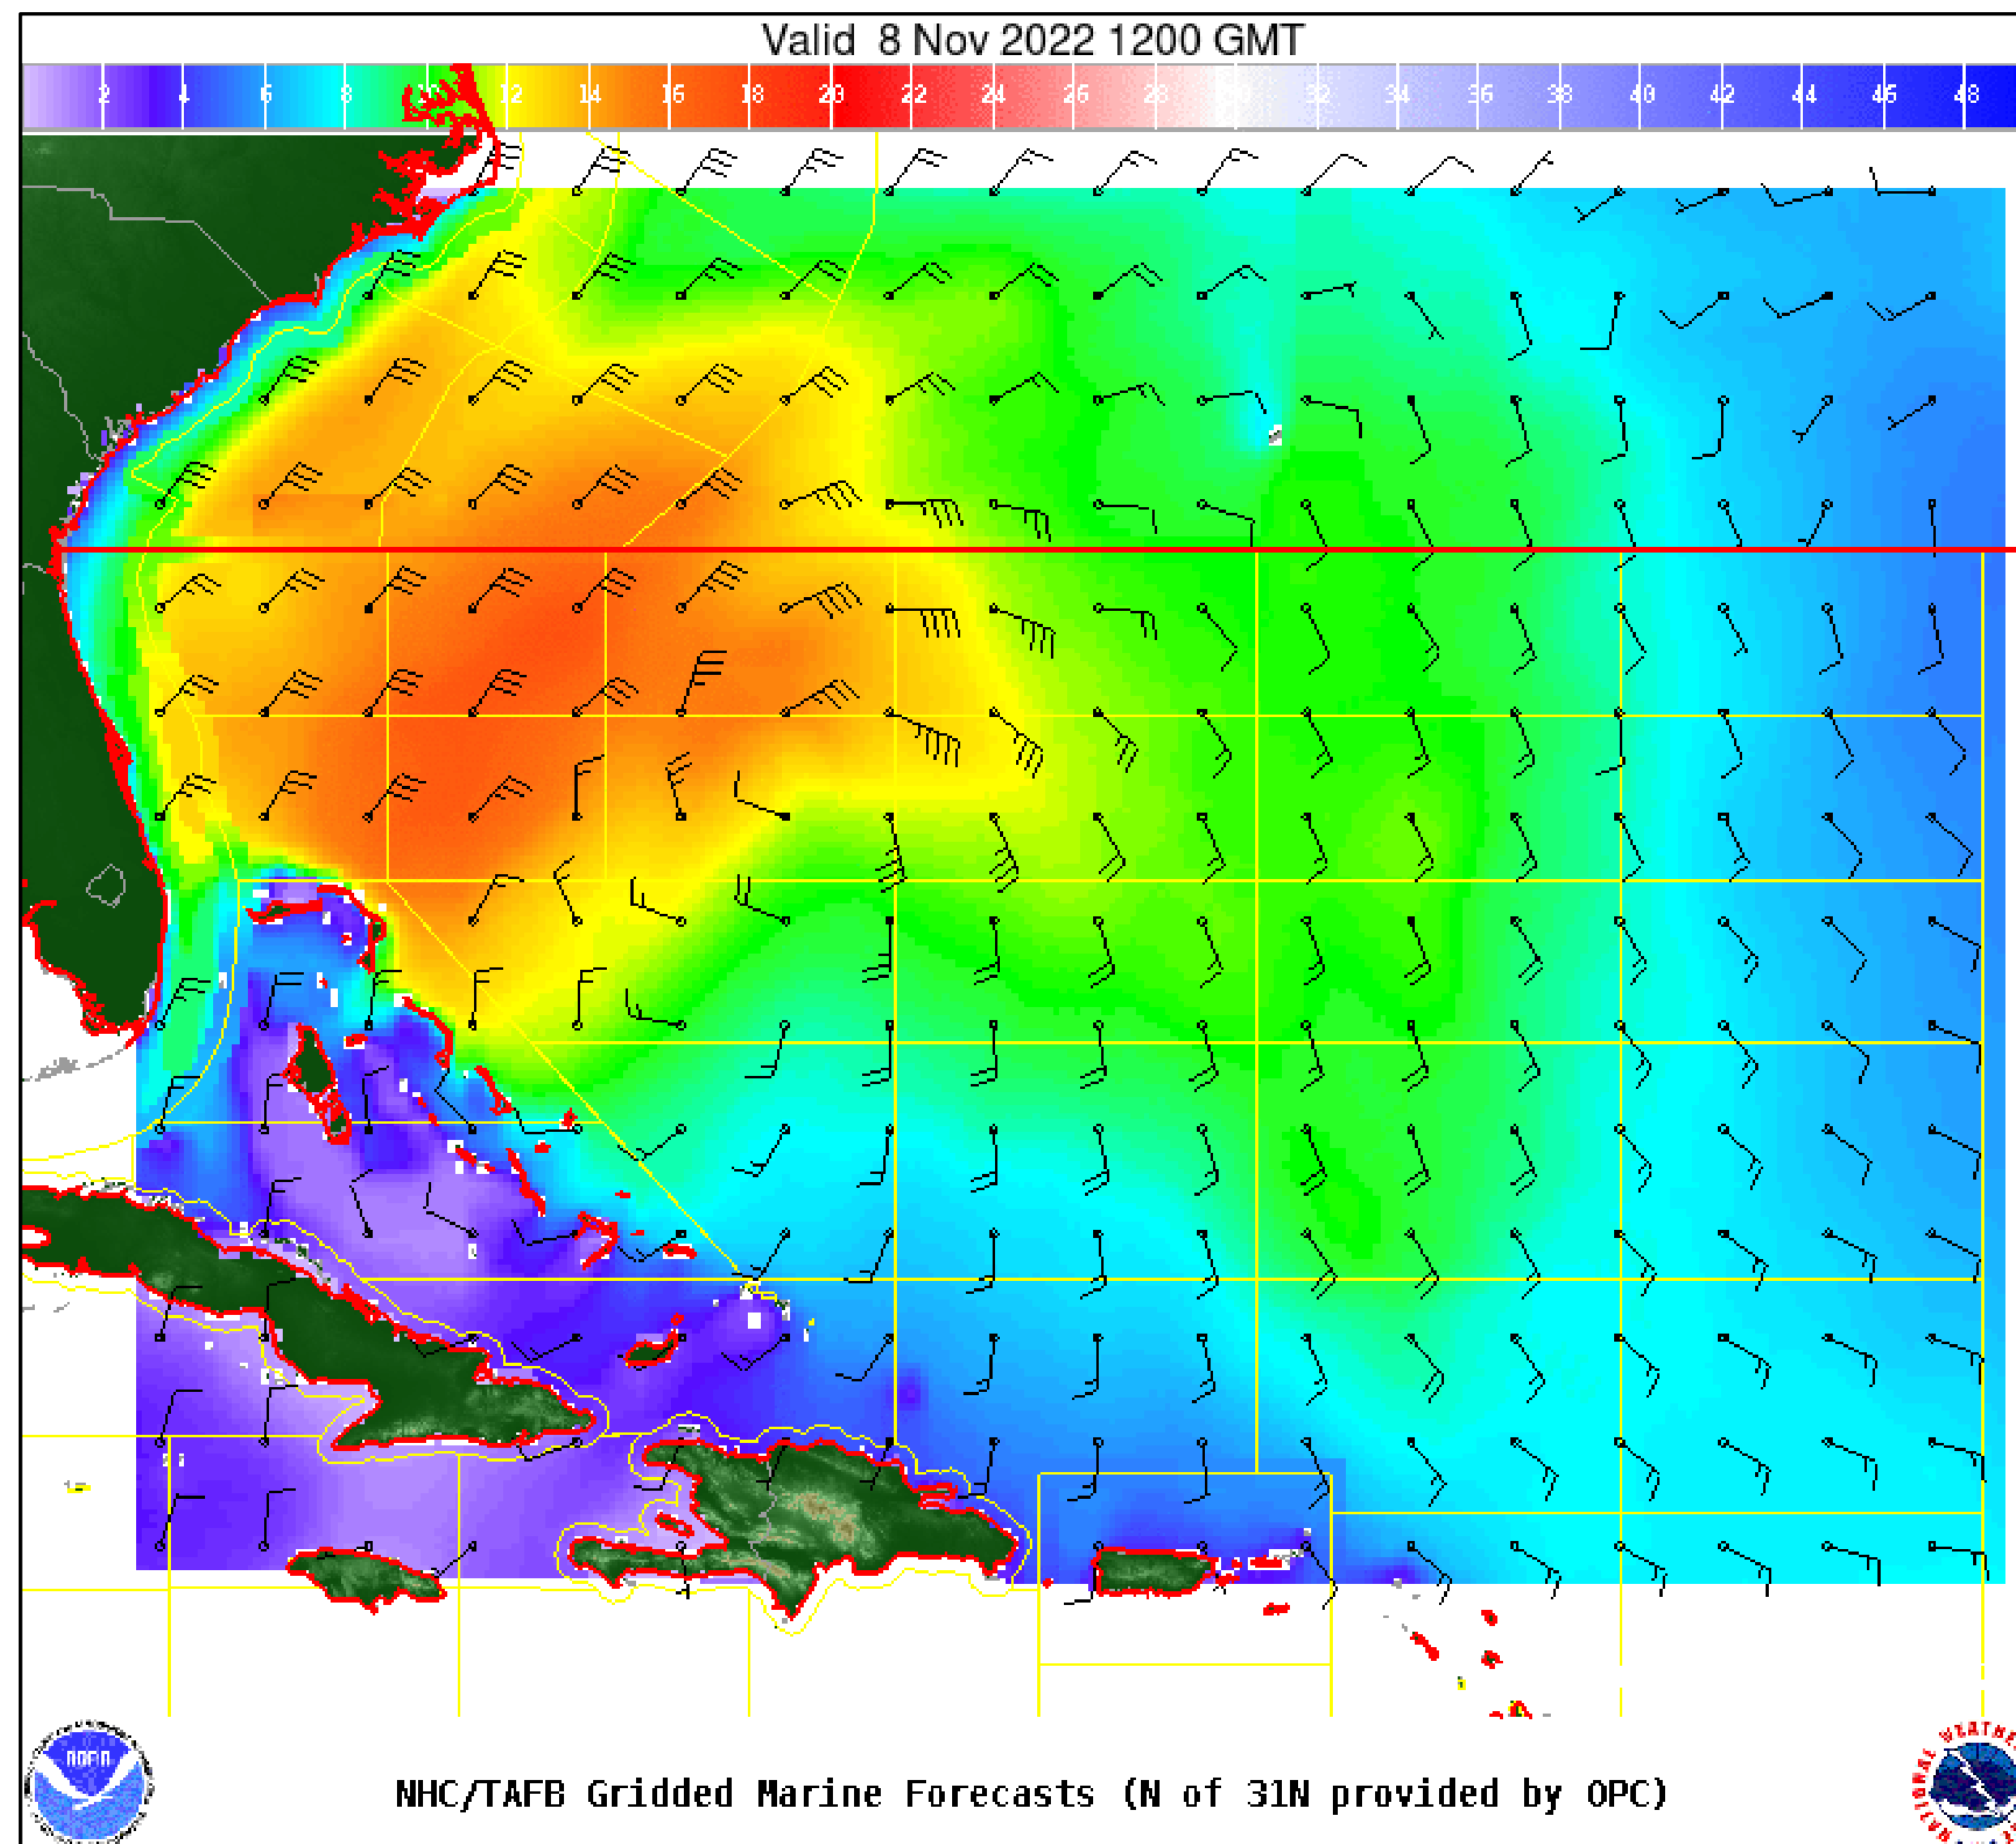 Valid 8 Nov 2022 1200 GMT
2 4 6 8 10 12 14 16 18 20 22 24 26 28 30 32 34 36 38 40 42 44 46 48
NOAA
NHC/TAFB Gridded Marine Forecasts (N of 31N provided by OPC)